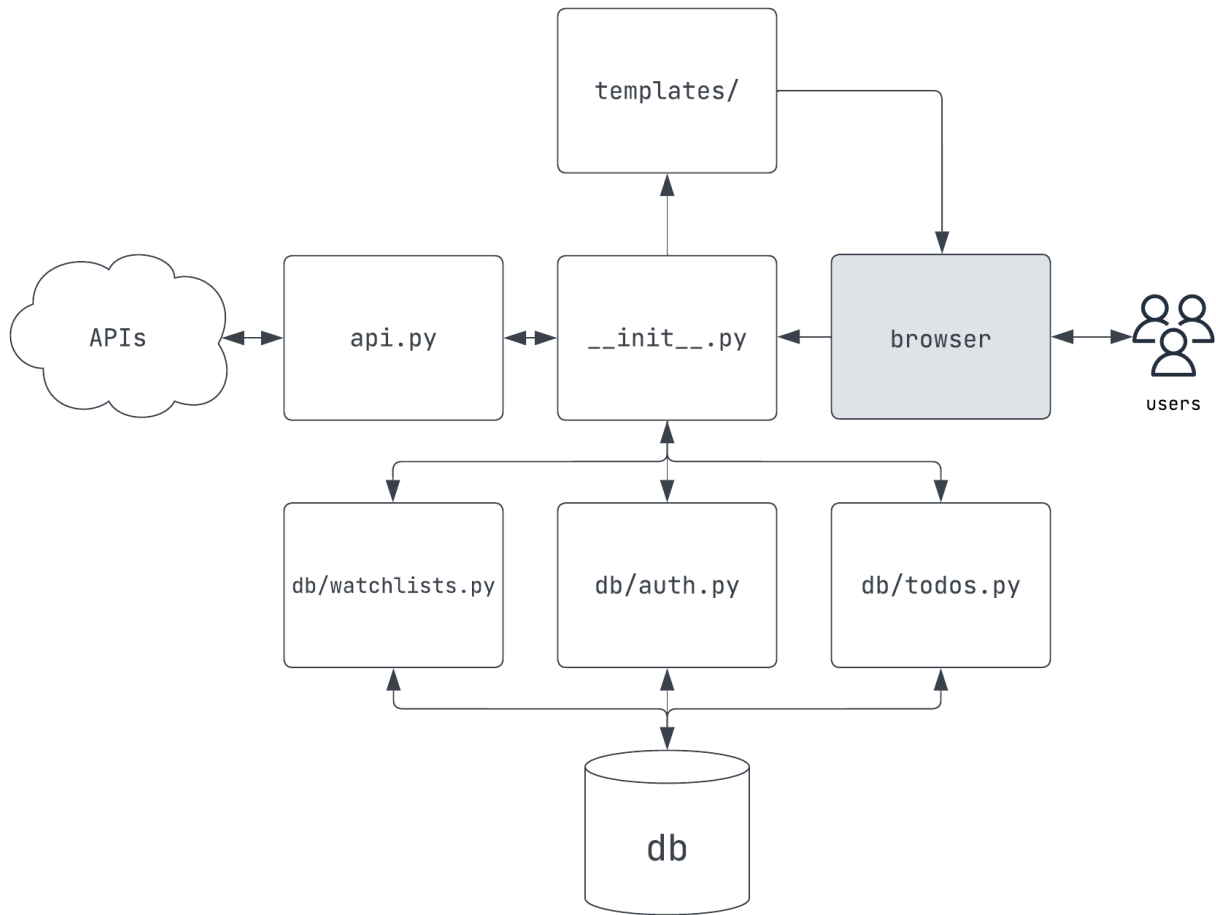 templates/
APIs
api.py
__init__.py
browser
users
db/watchlists.py
db/auth.py
db/todos.py
db